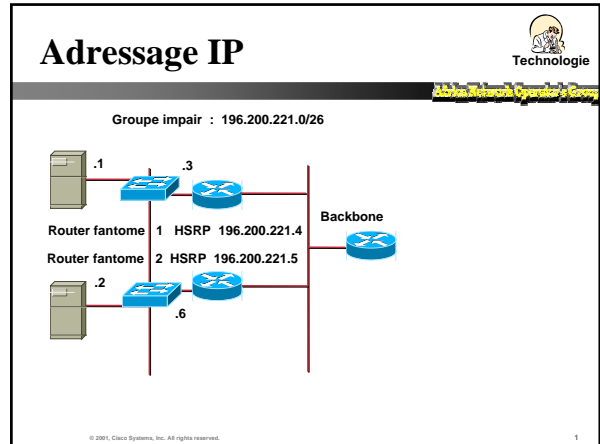 Adressage IP
Technologie
Africa Network Operators Group
Groupe impair : 196.200.221.0/26
.1
.3
Backbone
Router fantome 1 HSRP 196.200.221.4
Router fantome 2 HSRP 196.200.221.5
.2
.6
© 2001, Cisco Systems, Inc. All rights reserved.
1